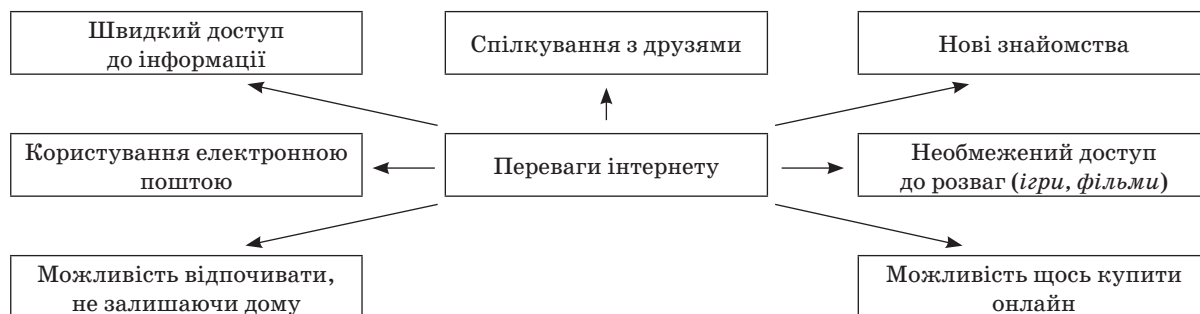 Швидкий доступ
до інформації
Спілкування з друзями
Нові знайомства
Користування електронною
поштою
Переваги інтернету
Необмежений доступ
до розваг (ігри, фільми)
Можливість відпочивати,
не залишаючи дому
Можливість щось купити
онлайн